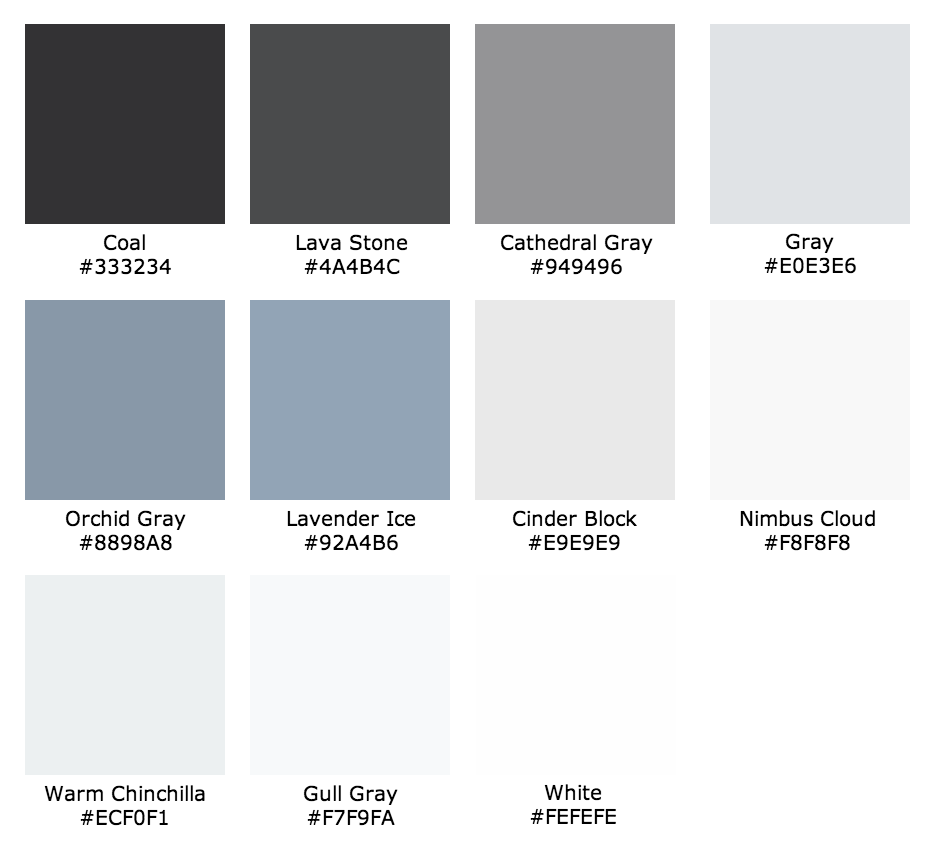 Coal
#333234
Lava Stone
#4A4B4C
Cathedral Gray
#949496
Gray
#E0E3E6
Orchid Gray
#8898A8
Lavender Ice
#92A4B6
Cinder Block
#E9E9E9
Nimbus Cloud
#F8F8F8
Warm Chinchilla
#ECF0F1
Gull Gray
#F7F9FA
White
#FEFEFE